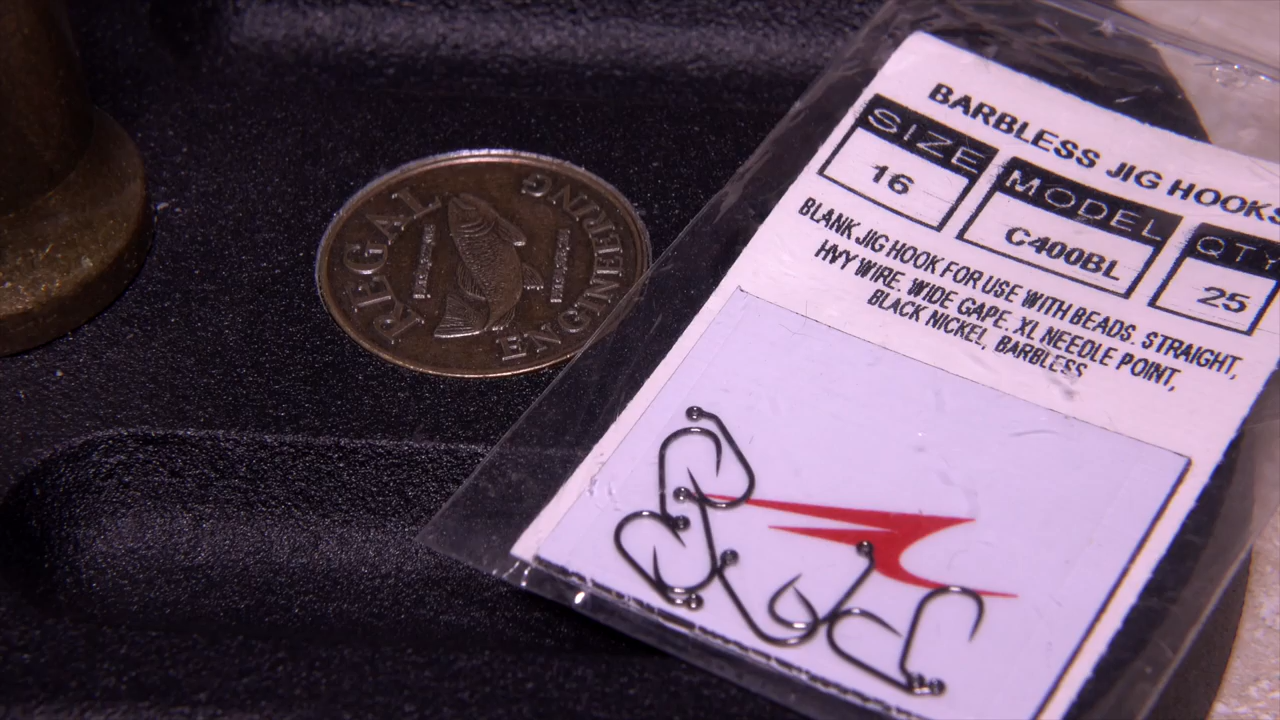 REGAL
ENGINEERING
BARBLESS JIG HOOKS
SIZE
16
MODEL
C400BL
QTY
25
BLANK JIG HOOK FOR USE WITH BEADS. STRAIGHT,
HVY WIRE. WIDE GAPE. XL NEEDLE POINT,
BLACK NICKEL, BARBLESS